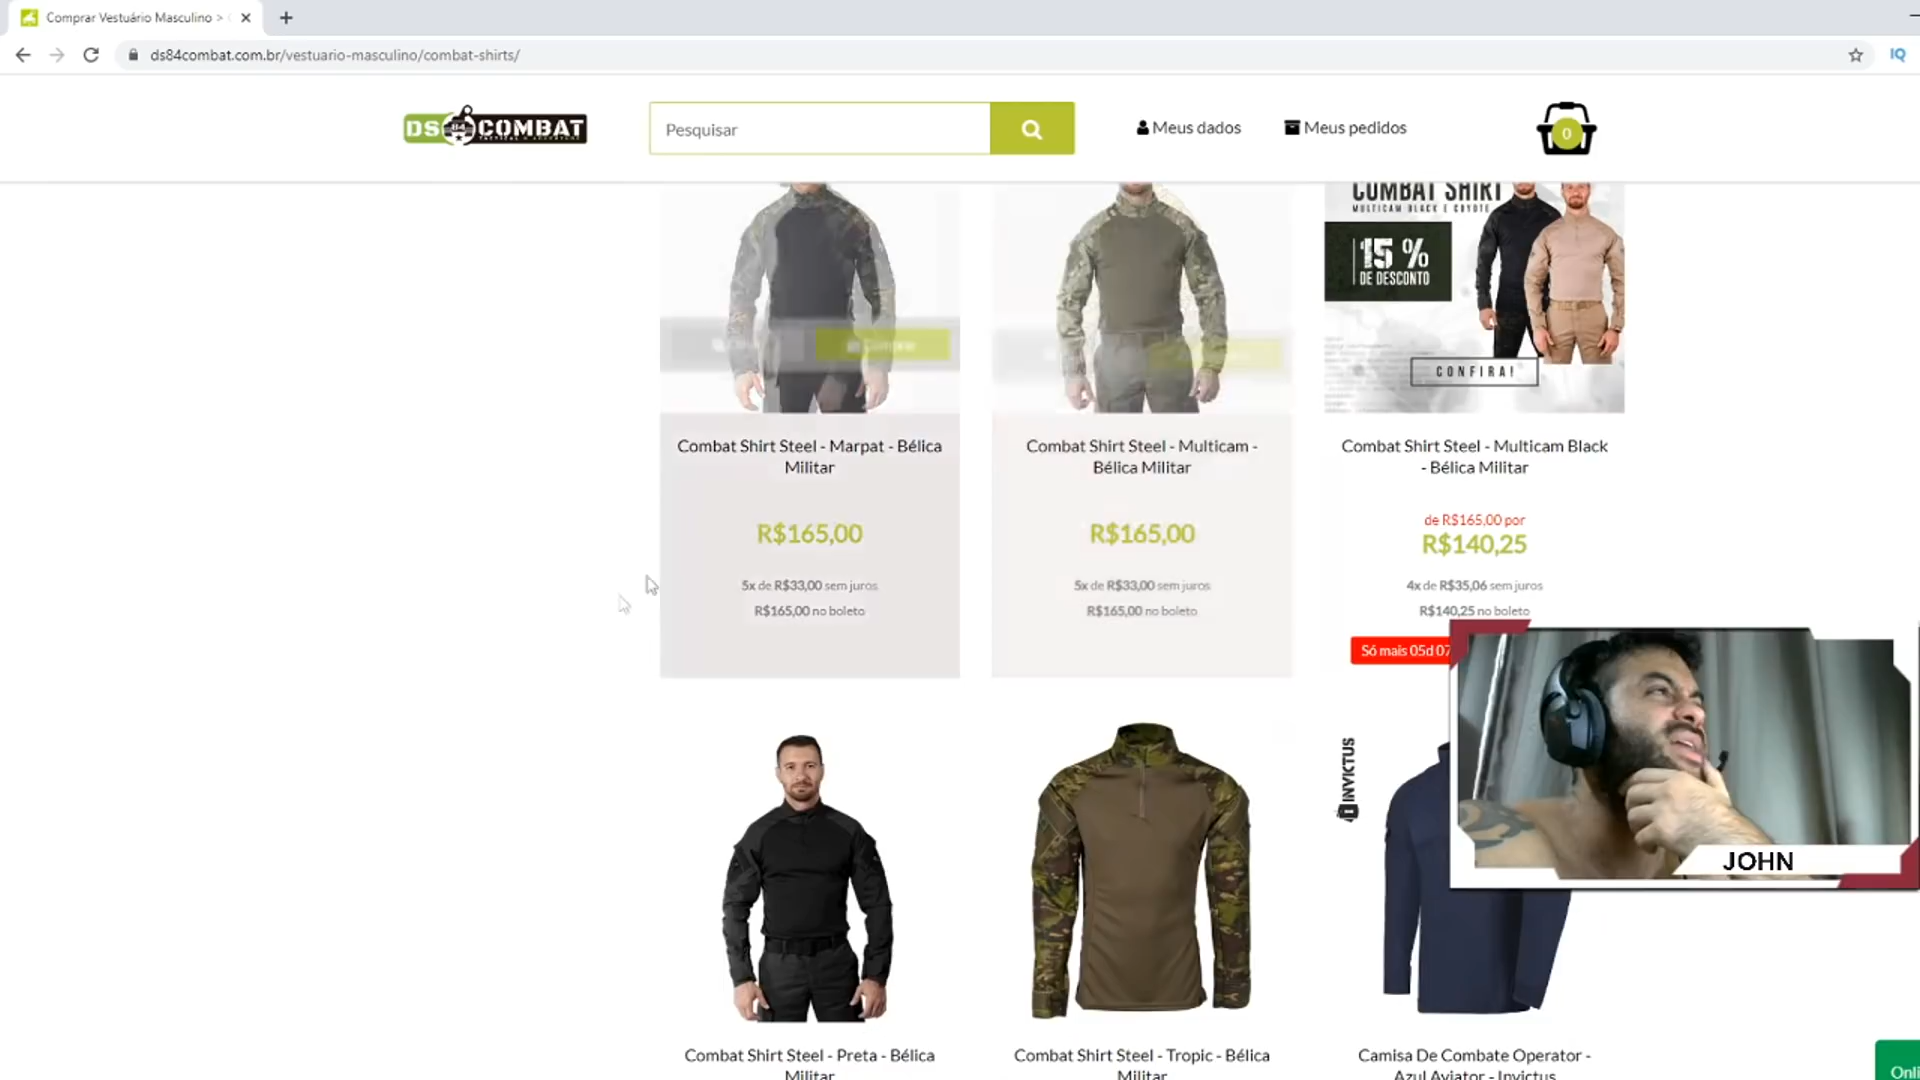 Comprar Vestuário Masculino >
ds84combat.com.br/vestuario-masculino/combat-shirts/
IQ
DS 84 COMBAT
Pesquisar
Meus dados
Meus pedidos
0
COMBAT SHIRT
MULTICAM BLACK E COYOTE
15 %
DE DESCONTO
CONFIRA!
Combat Shirt Steel - Marpat - Bélica
Militar
R$165,00
5x de R$33,00 sem juros
R$165,00 no boleto
Combat Shirt Steel - Multicam -
Bélica Militar
R$165,00
5x de R$33,00 sem juros
R$165,00 no boleto
Combat Shirt Steel - Multicam Black
- Bélica Militar
de R$165,00 por
R$140,25
4x de R$35,06 sem juros
R$140,25 no boleto
Só mais 05d 07
INVICTUS
JOHN
Combat Shirt Steel - Preta - Bélica
Militar
Combat Shirt Steel - Tropic - Bélica
Militar
Camisa De Combate Operator -
Azul Aviator - Invictus
Onli